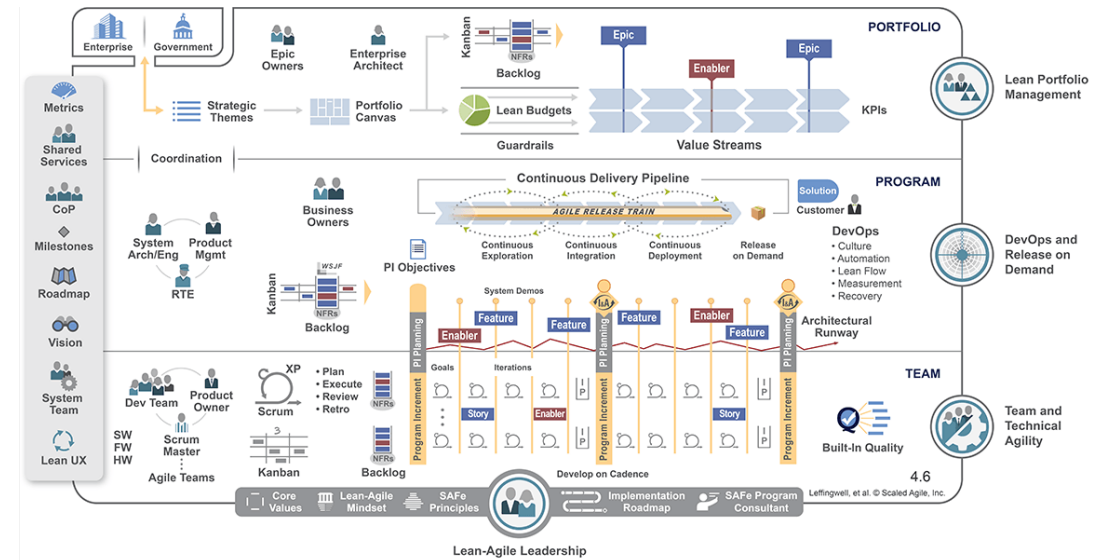 Enterprise
Government
Metrics
Shared
Services
CoP
Milestones
Roadmap
Vision
System
Team
Lean UX
PORTFOLIO
Epic
Owners
Enterprise
Architect
Kanban
NFRs
Backlog
Epic
Enabler
Epic
Strategic
Themes
Portfolio
Canvas
Lean Budgets
KPIs
Guardrails
Value Streams
Lean Portfolio
Management
Coordination
PROGRAM
Business
Owners
Continuous Delivery Pipeline
AGILE RELEASE TRAIN
Solution
Customer
System
Arch/Eng
Product
Mgmt
RTE
PI Objectives
Continuous
Exploration
Continuous
Integration
Continuous
Deployment
Release
on Demand
DevOps
• Culture
• Automation
• Lean Flow
• Measurement
• Recovery
DevOps and
Release on
Demand
Kanban
WSJF
NFRs
Backlog
System Demos
I&A
I&A
PI Planning
PI Planning
PI Planning
Enabler
Feature
Feature
Feature
Enabler
Feature
Architectural
Runway
TEAM
Dev Team
Product
Owner
Scrum
Master
SW
FW
HW
Agile Teams
XP
Scrum
• Plan
• Execute
• Review
• Retro
3
Kanban
NFRs
NFRs
Backlog
Goals
Iterations
Program Increment
Program Increment
Program Increment
Story
Enabler
Story
I P
I P
I P
I P
Develop on Cadence
Built-In Quality
Team and
Technical
Agility
4.6
Leffingwell, et al. © Scaled Agile, Inc.
Core
Values
Lean-Agile
Mindset
SAFe
Principles
Implementation
Roadmap
SAFe Program
Consultant
Lean-Agile Leadership